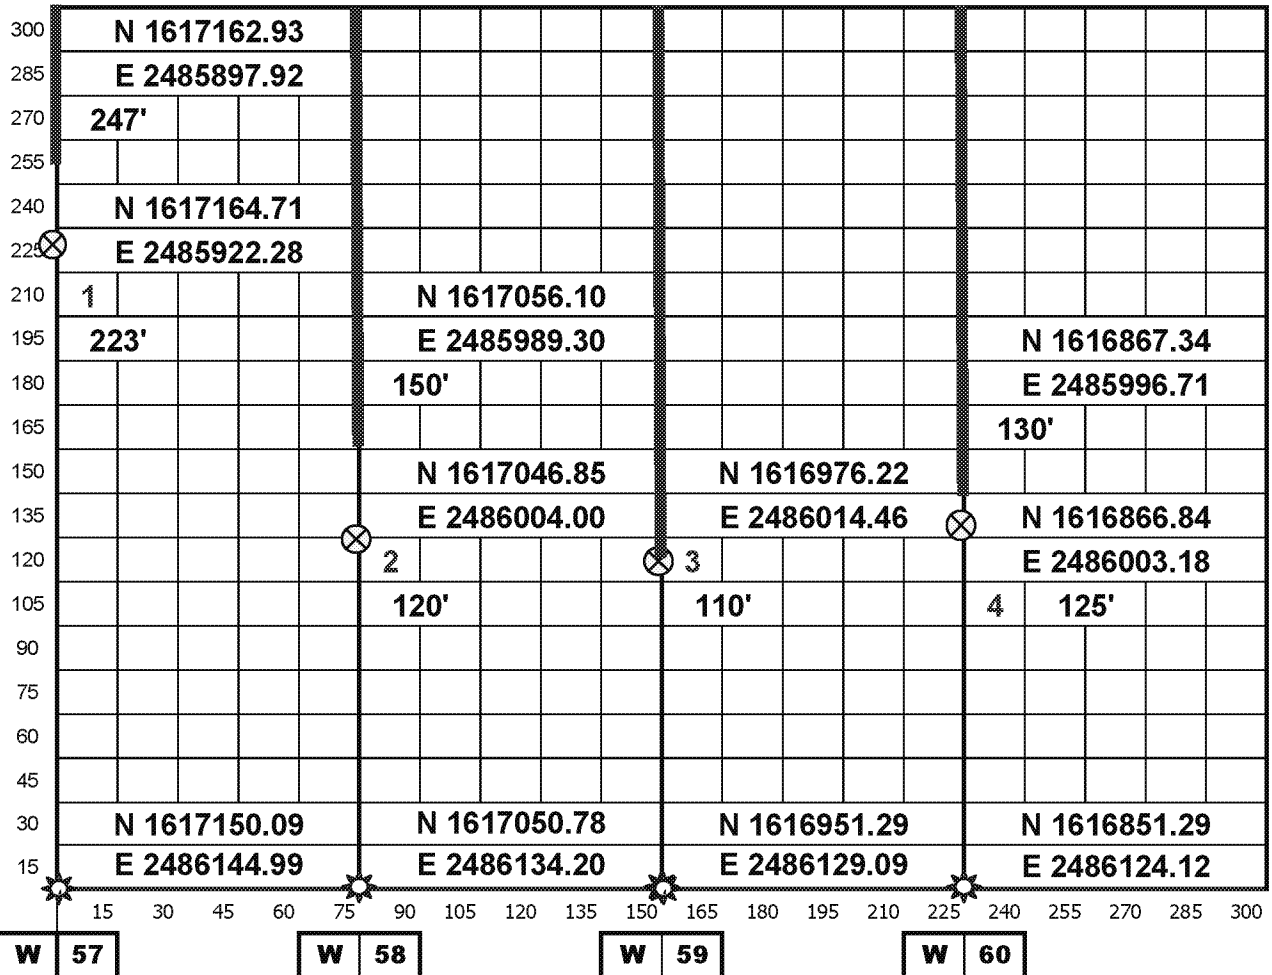 300 N 1617162.93
285 E 2485897.92
270 247'
255
240 N 1617164.71
225 E 2485922.28
210 1 N 1617056.10
195 223' E 2485989.30 N 1616867.34
180 150' E 2485996.71
165 130'
150 N 1617046.85 N 1616976.22
135 E 2486004.00 E 2486014.46 N 1616866.84
120 2 3 E 2486003.18
105 120' 110' 4 125'
90
75
60
45
30 N 1617150.09 N 1617050.78 N 1616951.29 N 1616851.29
15 E 2486144.99 E 2486134.20 E 2486129.09 E 2486124.12
15 30 45 60 75 90 105 120 135 150 165 180 195 210 225 240 255 270 285 300
W 57 W 58 W 59 W 60